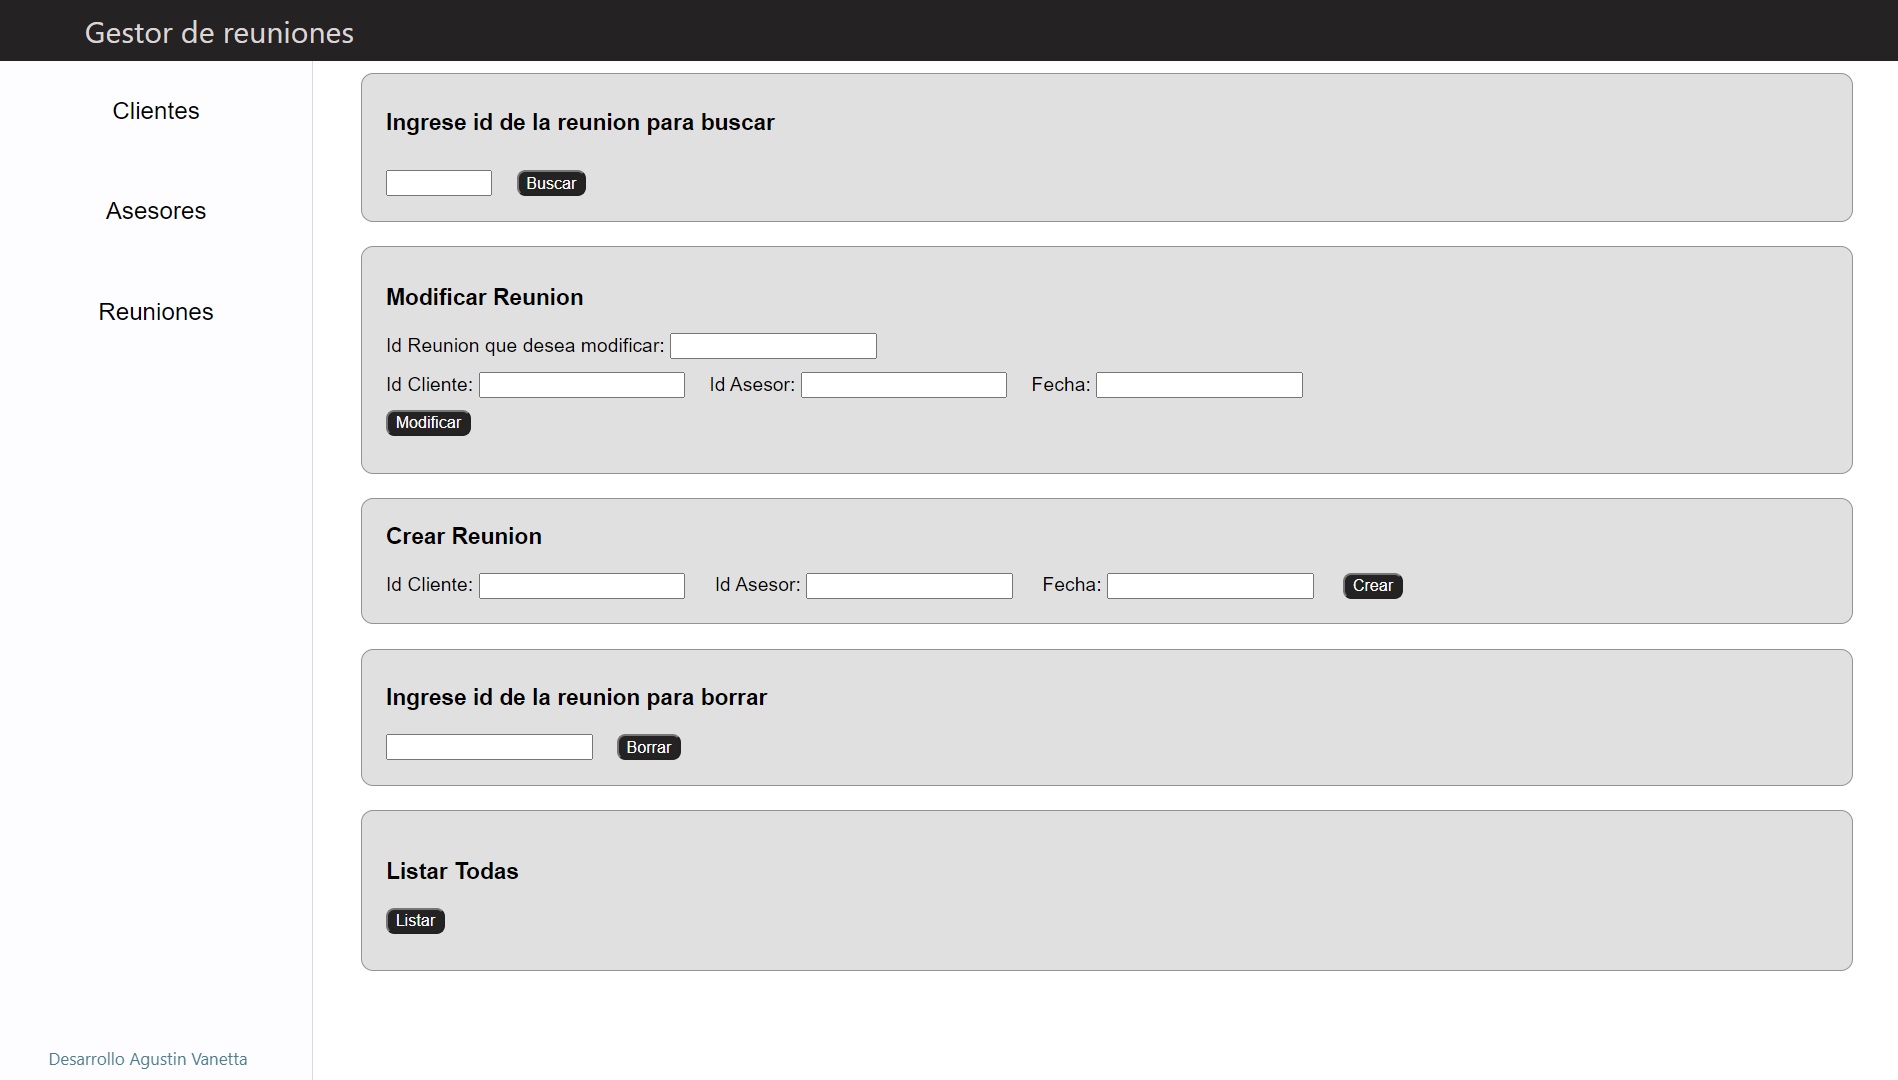 Gestor de reuniones
Clientes
Asesores
Reuniones
Ingrese id de la reunion para buscar
Buscar
Modificar Reunion
Id Reunion que desea modificar:
Id Cliente: Id Asesor: Fecha:
Modificar
Crear Reunion
Id Cliente: Id Asesor: Fecha: Crear
Ingrese id de la reunion para borrar
Borrar
Listar Todas
Listar
Desarrollo Agustin Vanetta